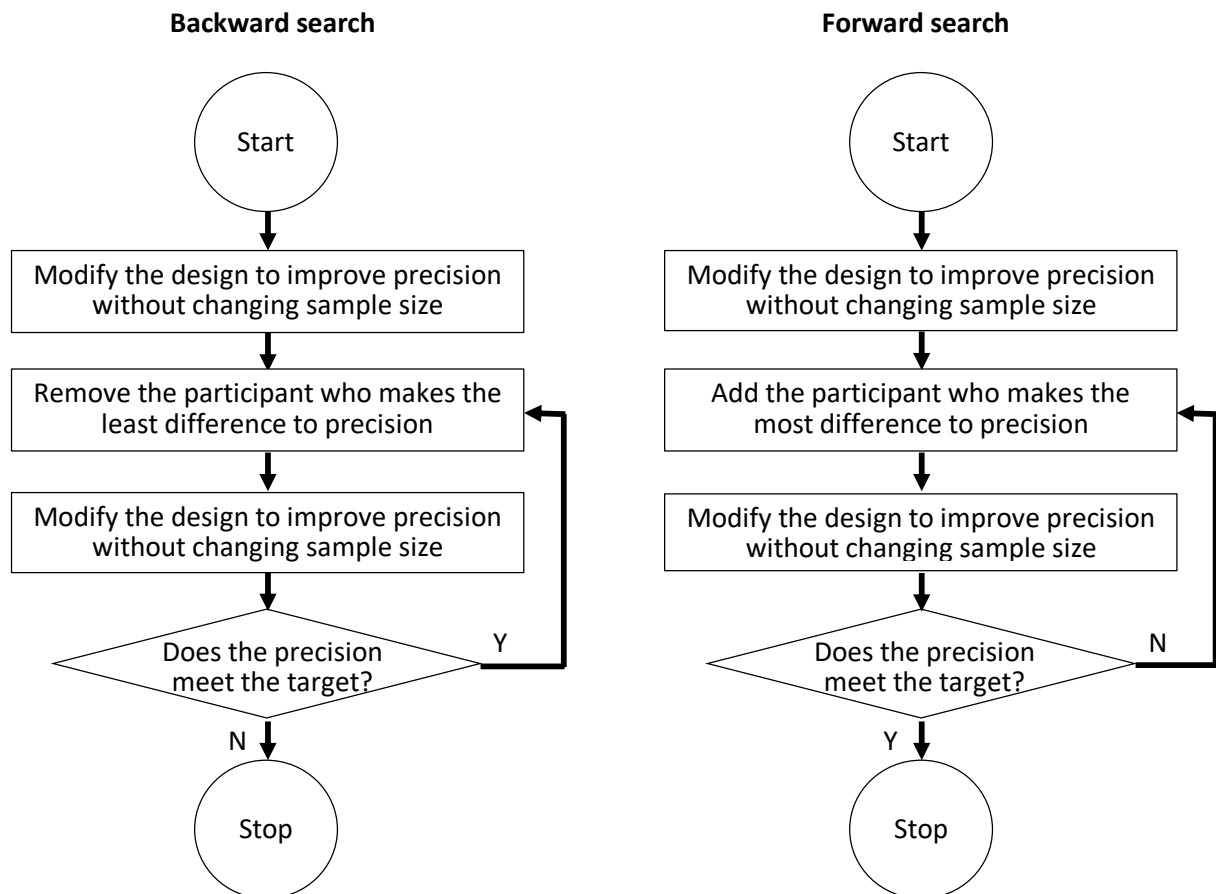 Backward search
Start
Modify the design to improve precision
without changing sample size
Remove the participant who makes the
least difference to precision
Modify the design to improve precision
without changing sample size
Does the precision
meet the target?
Y
N
Stop
Forward search
Start
Modify the design to improve precision
without changing sample size
Add the participant who makes the
most difference to precision
Modify the design to improve precision
without changing sample size
Does the precision
meet the target?
N
Y
Stop